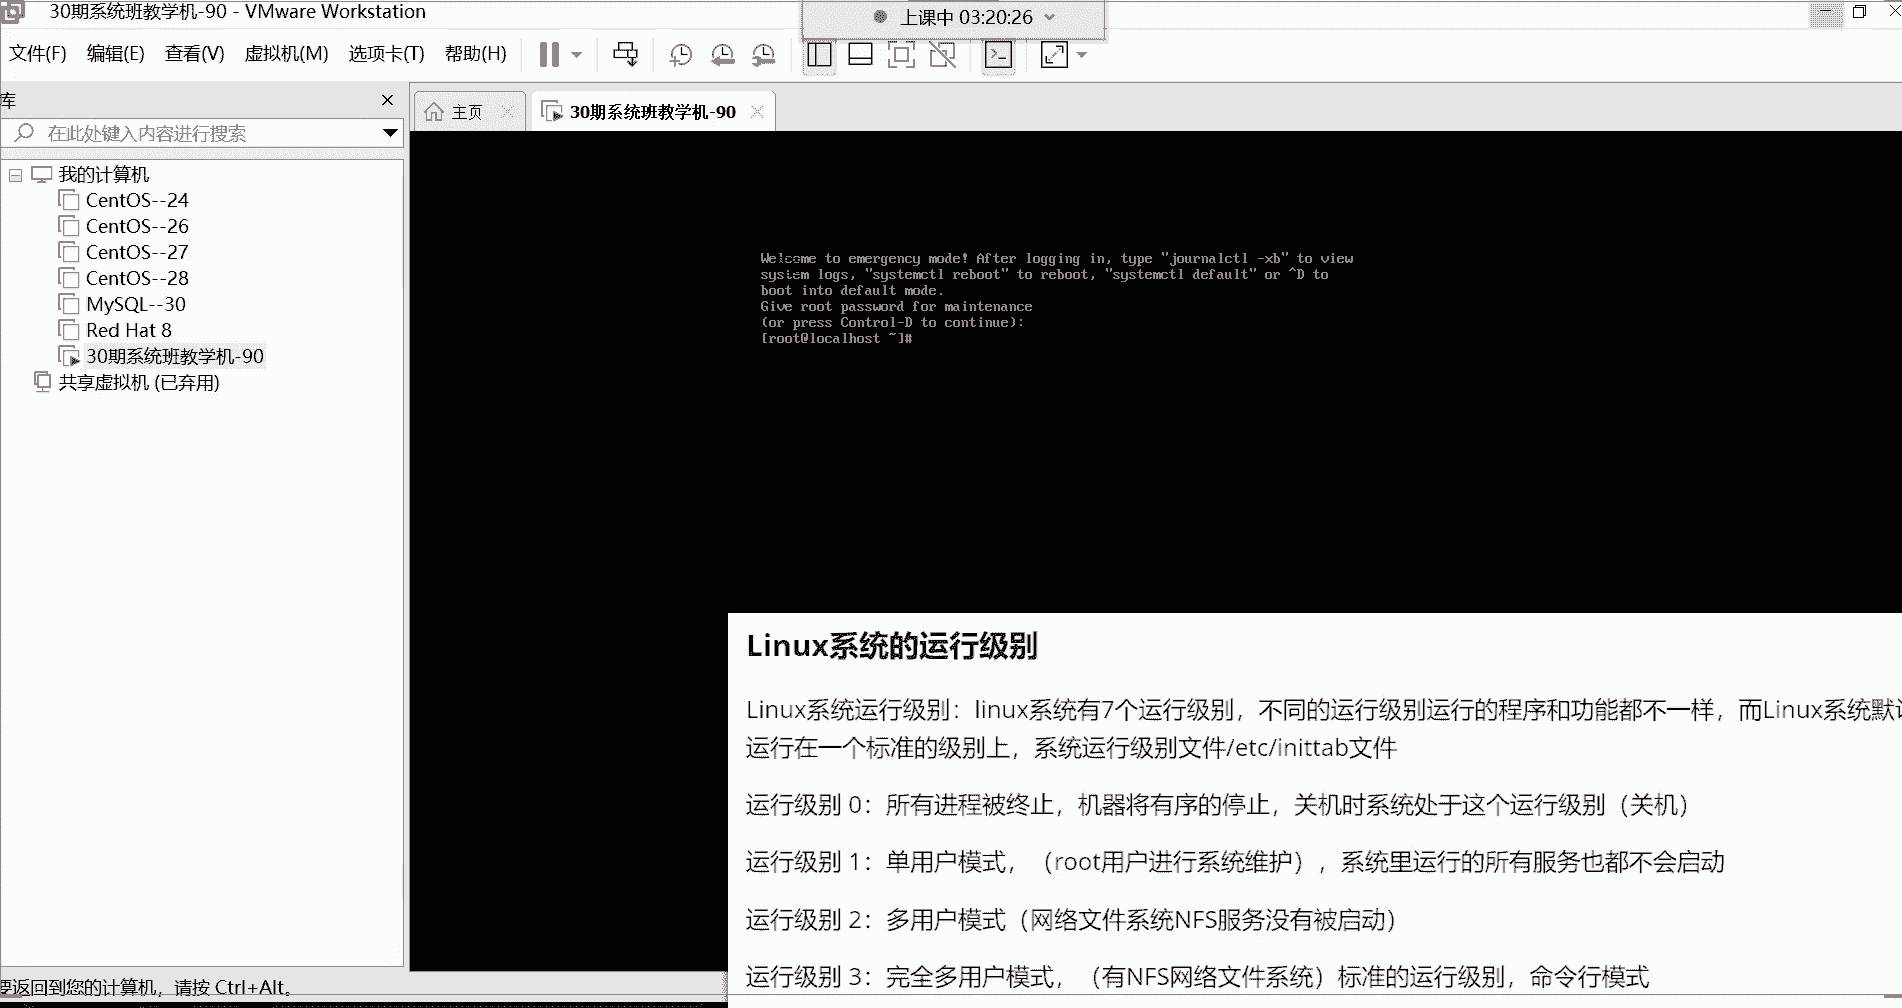 30期系统班教学机-90 - VMware Workstation
上课中 03:20:26
文件(F) 编辑(E) 查看(V) 虚拟机(M) 选项卡(T) 帮助(H)
库
主页
30期系统班教学机-90
在此处键入内容进行搜索
我的计算机
CentOS--24
CentOS--26
CentOS--27
CentOS--28
MySQL--30
Red Hat 8
30期系统班教学机-90
共享虚拟机 (已弃用)
Welcome to emergency mode! After logging in, type "journalctl -xb" to view
system logs, "systemctl reboot" to reboot, "systemctl default" or ^D to
boot into default mode.
Give root password for maintenance
(or press Control-D to continue):
[root@localhost ~]#
Linux系统的运行级别
Linux系统运行级别：linux系统有7个运行级别，不同的运行级别运行的程序和功能都不一样，而Linux系统默
运行在一个标准的级别上，系统运行级别文件/etc/inittab文件
运行级别 0：所有进程被终止，机器将有序的停止，关机时系统处于这个运行级别（关机）
运行级别 1：单用户模式，（root用户进行系统维护），系统里运行的所有服务也都不会启动
运行级别 2：多用户模式（网络文件系统NFS服务没有被启动）
运行级别 3：完全多用户模式，（有NFS网络文件系统）标准的运行级别，命令行模式
要返回到您的计算机，请按 Ctrl+Alt。